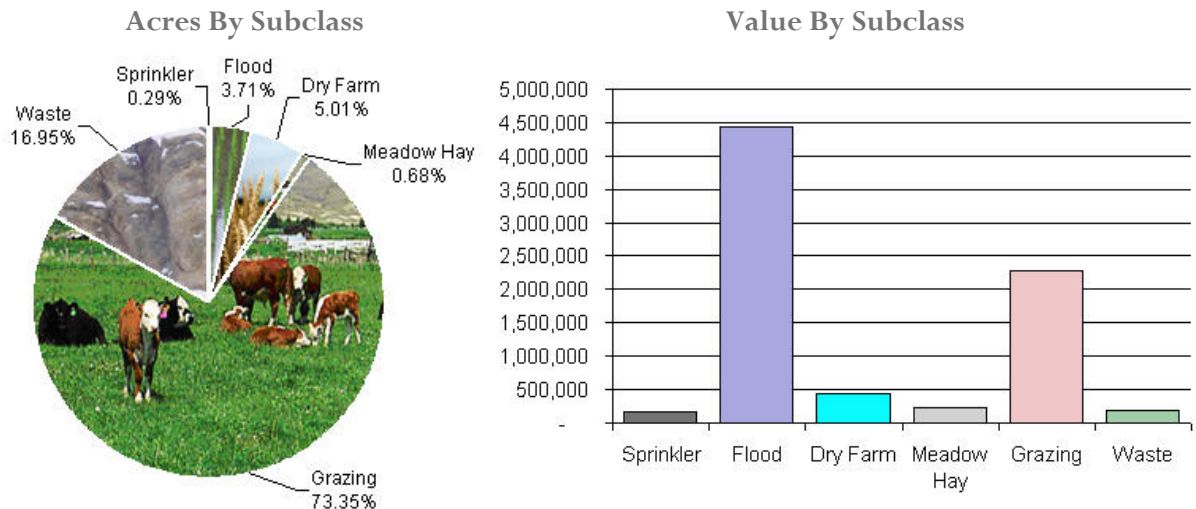 Acres By Subclass
Sprinkler
0.29%
Flood
3.71%
Dry Farm
5.01%
Waste
16.95%
Meadow Hay
0.68%
Grazing
73.35%
Value By Subclass
5,000,000
4,500,000
4,000,000
3,500,000
3,000,000
2,500,000
2,000,000
1,500,000
1,000,000
500,000
-
Sprinkler
Flood
Dry Farm
Meadow
Hay
Grazing
Waste